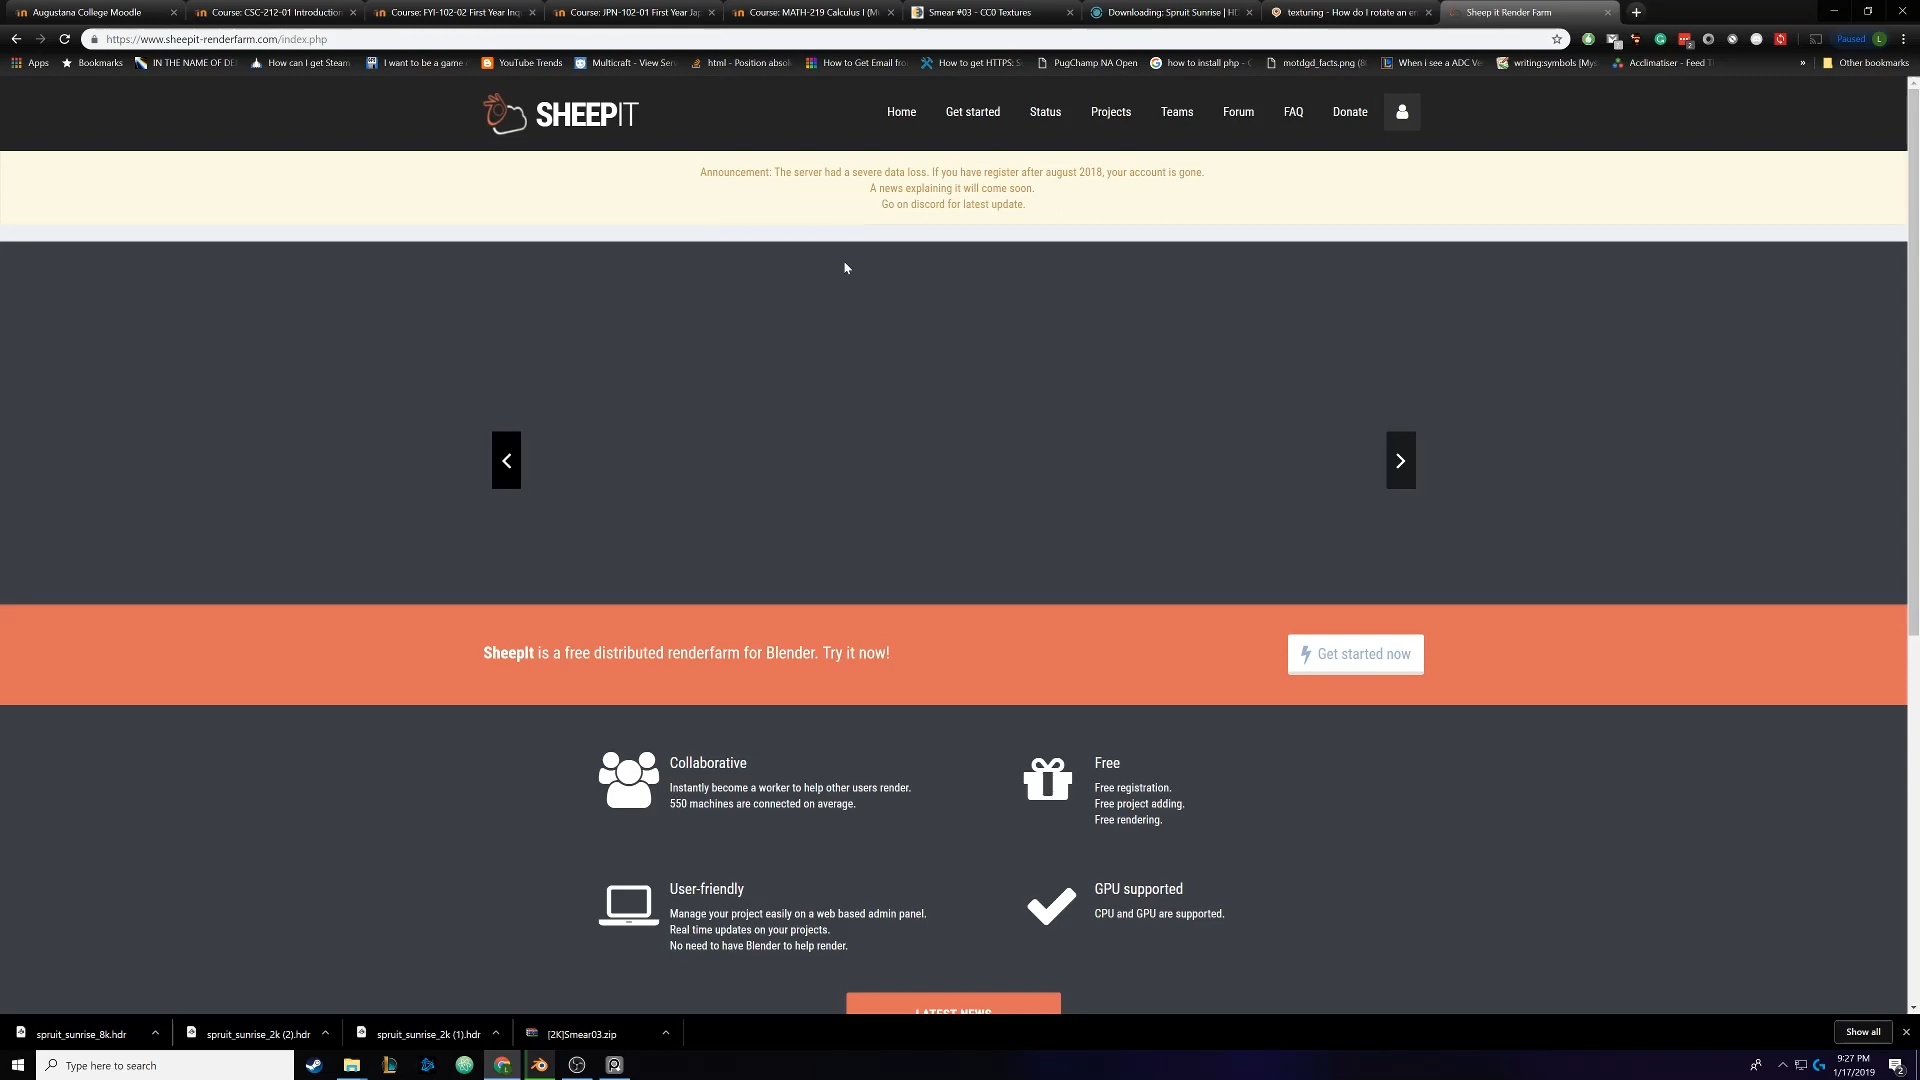 Augustana College Moodle
Course: CSC-212-01 Introduction
Course: FYI-102-02 First Year Inq
Course: JPN-102-01 First Year Jap
Course: MATH-219 Calculus I (M
Smear #03 - CC0 Textures
Downloading: Spruit Sunrise | HD
texturing - How do I rotate an en
Sheep it Render Farm
https://www.sheepit-renderfarm.com/index.php
Paused
L
Apps
Bookmarks
IN THE NAME OF DE
How can I get Steam
I want to be a game
YouTube Trends
Multicraft - View Serv
html - Position absol
How to Get Email fro
How to get HTTPS: S
PugChamp NA Open
how to install php -
motdgd_facts.png (8
When i see a ADC Ve
writing:symbols [Mys
Acclimatiser - Feed T
»
Other bookmarks
SHEEPIT
Home
Get started
Status
Projects
Teams
Forum
FAQ
Donate
Announcement: The server had a severe data loss. If you have register after august 2018, your account is gone.
A news explaining it will come soon.
Go on discord for latest update.
SheepIt is a free distributed renderfarm for Blender. Try it now!
Get started now
Collaborative
Instantly become a worker to help other users render.
550 machines are connected on average.
Free
Free registration.
Free project adding.
Free rendering.
User-friendly
Manage your project easily on a web based admin panel.
Real time updates on your projects.
No need to have Blender to help render.
GPU supported
CPU and GPU are supported.
LATEST NEWS
spruit_sunrise_8k.hdr
spruit_sunrise_2k (2).hdr
spruit_sunrise_2k (1).hdr
[2K]Smear03.zip
Show all
Type here to search
9:27 PM
1/17/2019
2